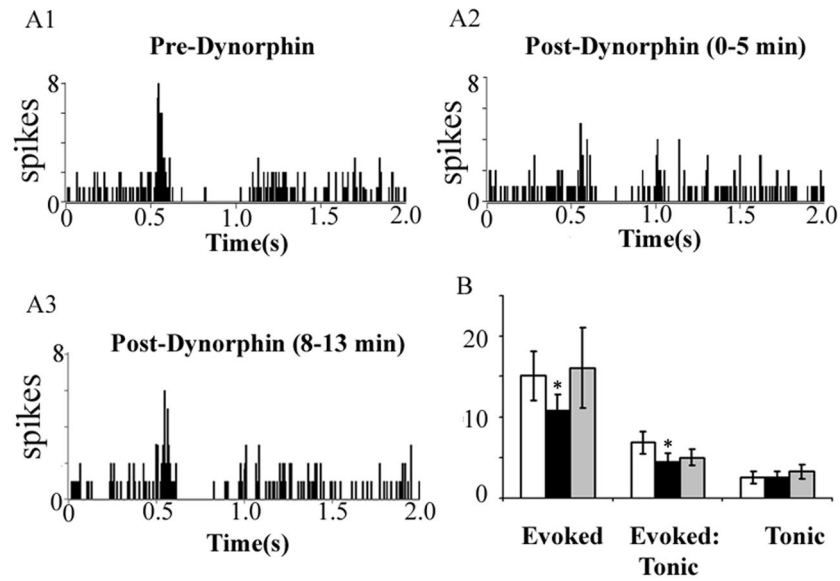 A1
Pre-Dynorphin
8
4
0
spikes
0 0.5 1.0 1.5 2.0
Time(s)
A2
Post-Dynorphin (0-5 min)
8
4
0
spikes
0 0.5 1.0 1.5 2.0
Time(s)
A3
Post-Dynorphin (8-13 min)
8
4
0
spikes
0 0.5 1.0 1.5 2.0
Time(s)
B
20
10
0
* *
Evoked Evoked: Tonic
Tonic